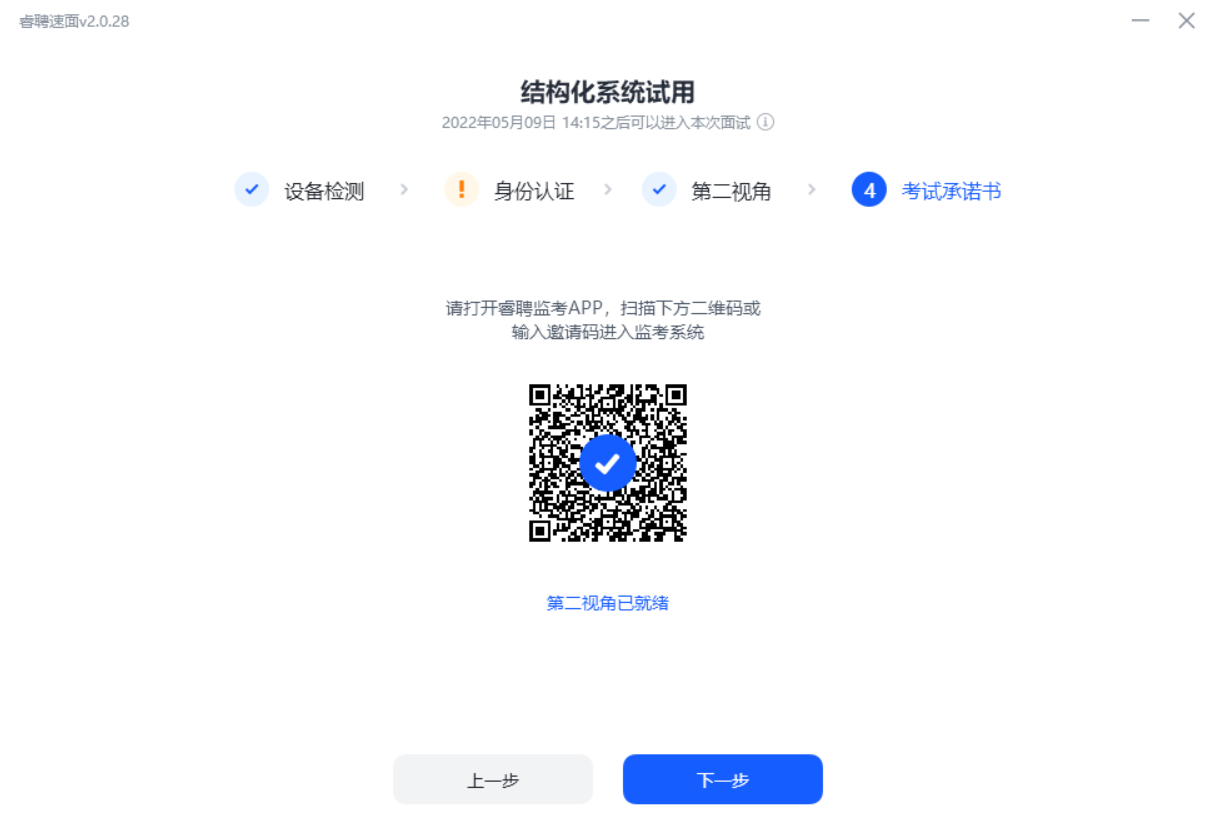 睿聘速面v2.0.28
结构化系统试用
2022年05月09日 14:15之后可以进入本次面试
设备检测
身份认证
第二视角
4 考试承诺书
请打开睿聘监考APP，扫描下方二维码或
输入邀请码进入监考系统
第二视角已就绪
上一步
下一步